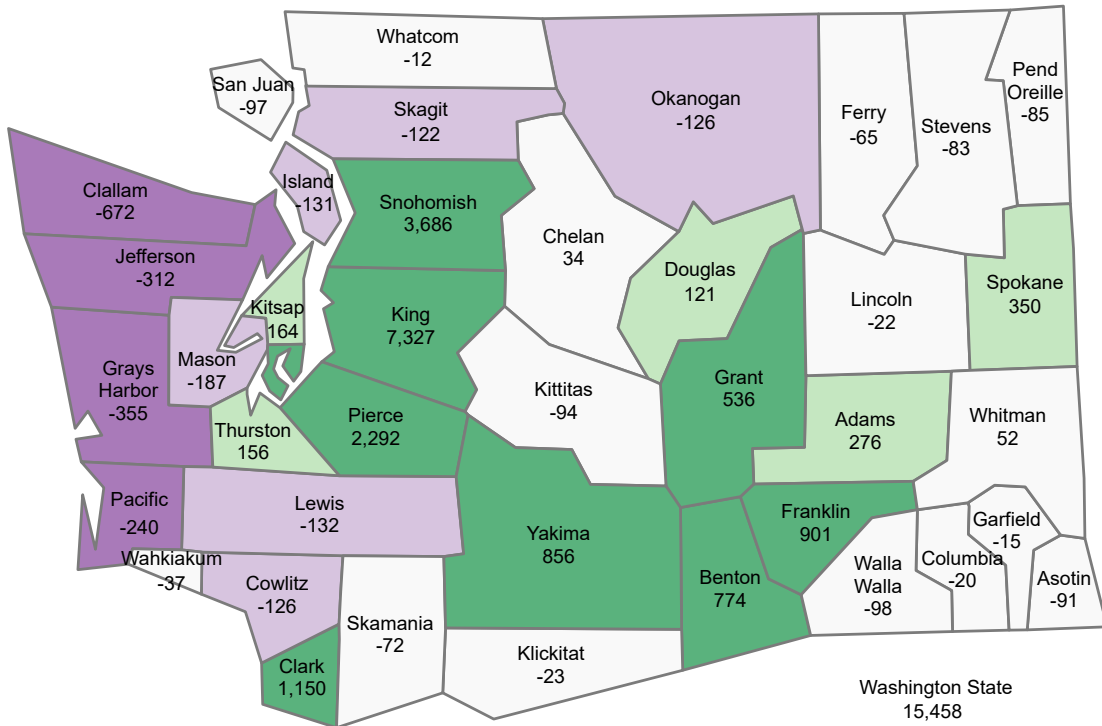 Whatcom
-12
San Juan
-97
Skagit
-122
Okanogan
-126
Ferry
-65
Stevens
-83
Pend
Oreille
-85
Clallam
-672
Island
-131
Snohomish
3,686
Chelan
34
Jefferson
-312
Douglas
121
Kitsap
164
King
7,327
Lincoln
-22
Spokane
350
Grays
Harbor
-355
Mason
-187
Kittitas
-94
Grant
536
Thurston
156
Pierce
2,292
Adams
276
Whitman
52
Pacific
-240
Lewis
-132
Yakima
856
Franklin
901
Garfield
-15
Wahkiakum
-37
Cowlitz
-126
Benton
774
Walla
Walla
-98
Columbia
-20
Asotin
-91
Skamania
-72
Clark
1,150
Klickitat
-23
Washington State
15,458